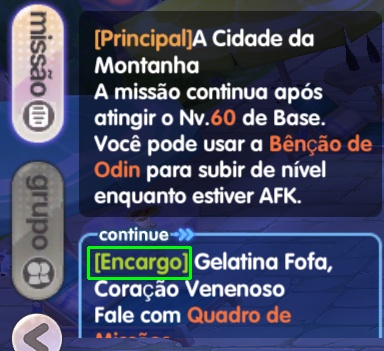 missão
grupo
[Principal]A Cidade da
Montanha
A missão continua após
atingir o Nv.60 de Base.
Você pode usar a Bênção de
Odin para subir de nível
enquanto estiver AFK.
continue
[Encargo] Gelatina Fofa,
Coração Venenoso
Fale com Quadro de
Missões